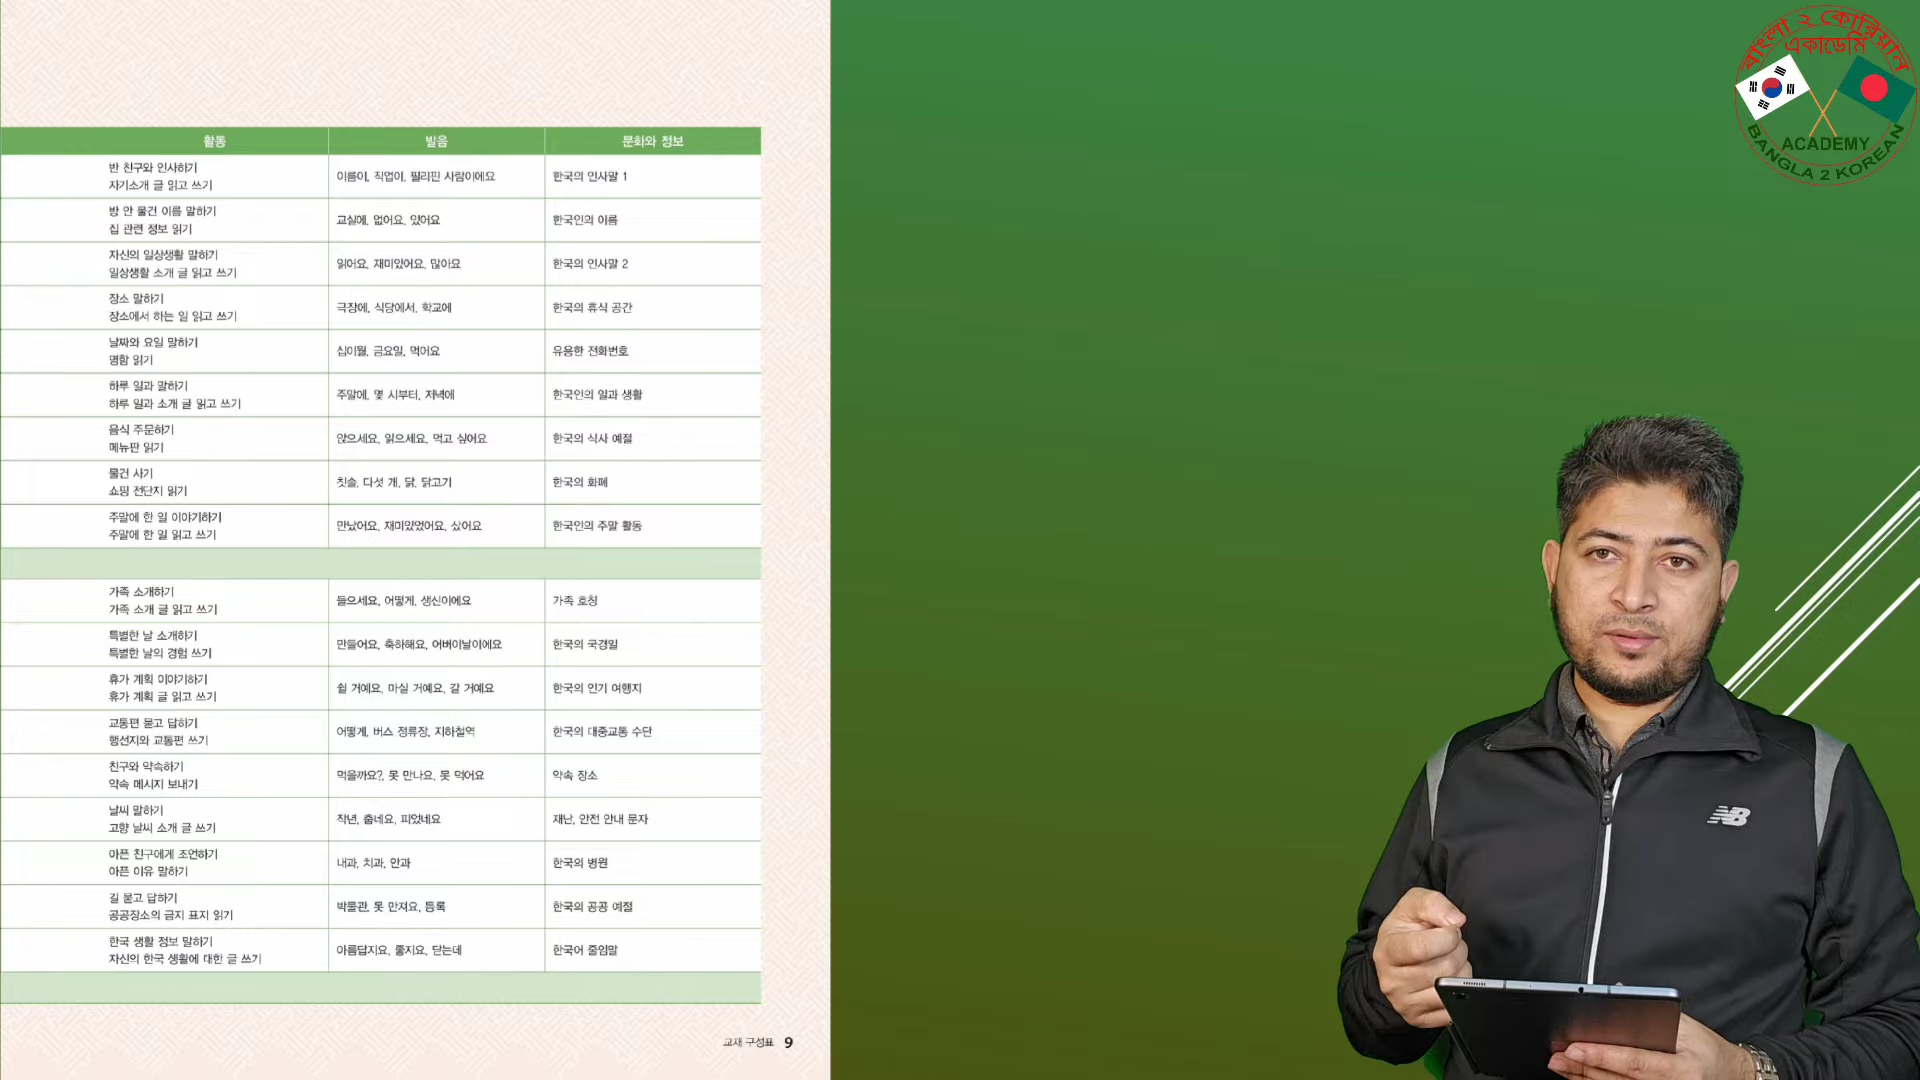 활동 발음 문화와 정보
반 친구와 인사하기
자기소개 글 읽고 쓰기
이름이, 직업이, 필리핀 사람이에요
한국의 인사말 1
방 안 물건 이름 말하기
집 관련 정보 읽기
교실에, 없어요, 있어요
한국인의 이름
자신의 일상생활 말하기
일상생활 소개 글 읽고 쓰기
읽어요, 재미있어요, 많아요
한국의 인사말 2
장소 말하기
장소에서 하는 일 읽고 쓰기
극장에, 식당에서, 학교에
한국의 휴식 공간
날짜와 요일 말하기
명함 읽기
십이월, 금요일, 먹어요
유용한 전화번호
하루 일과 말하기
하루 일과 소개 글 읽고 쓰기
주말에, 몇 시부터, 저녁에
한국인의 일과 생활
음식 주문하기
메뉴판 읽기
앉으세요, 읽으세요, 먹고 싶어요
한국의 식사 예절
물건 사기
쇼핑 전단지 읽기
칫솔, 다섯 개, 닭, 닭고기
한국의 화폐
주말에 한 일 이야기하기
주말에 한 일 읽고 쓰기
만났어요, 재미있었어요, 샀어요
한국인의 주말 활동
가족 소개하기
가족 소개 글 읽고 쓰기
들으세요, 어떻게, 생신이에요
가족 호칭
특별한 날 소개하기
특별한 날의 경험 쓰기
만들어요, 축하해요, 어버이날이에요
한국의 국경일
휴가 계획 이야기하기
휴가 계획 글 읽고 쓰기
쉴 거예요, 마실 거예요, 갈 거예요
한국의 인기 여행지
교통편 묻고 답하기
행선지와 교통편 쓰기
어떻게, 버스 정류장, 지하철역
한국의 대중교통 수단
친구와 약속하기
약속 메시지 보내기
먹을까요?, 못 만나요, 못 먹어요
약속 장소
날씨 말하기
고향 날씨 소개 글 쓰기
작년, 춥네요, 피었네요
재난, 안전 안내 문자
아픈 친구에게 조언하기
아픈 이유 말하기
내과, 치과, 안과
한국의 병원
길 묻고 답하기
공공장소의 금지 표지 읽기
박물관, 못 만져요, 등록
한국의 공공 예절
한국 생활 정보 말하기
자신의 한국 생활에 대한 글 쓰기
아름답지요, 좋지요, 닫는데
한국어 줄임말
교재 구성표 9
বাংলা ২ কোরিয়ান
একাডেমি
ACADEMY
BANGLA 2 KOREAN
NB